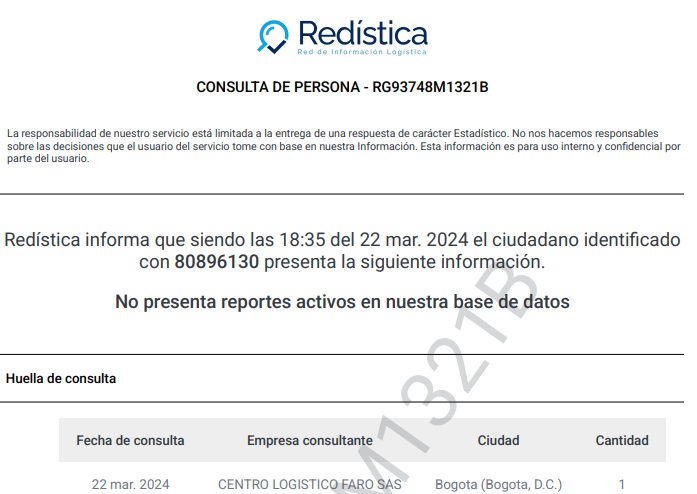 Redística
Red de Información Logística
CONSULTA DE PERSONA - RG93748M1321B
La responsabilidad de nuestro servicio está limitada a la entrega de una respuesta de carácter Estadístico. No nos hacemos responsables
sobre las decisiones que el usuario del servicio tome con base en nuestra Información. Esta información es para uso interno y confidencial por
parte del usuario.
Redística informa que siendo las 18:35 del 22 mar. 2024 el ciudadano identificado
con 80896130 presenta la siguiente información.
No presenta reportes activos en nuestra base de datos
Huella de consulta
Fecha de consulta Empresa consultante Ciudad Cantidad
22 mar. 2024 CENTRO LOGISTICO FARO SAS Bogota (Bogota, D.C.) 1
M1321B